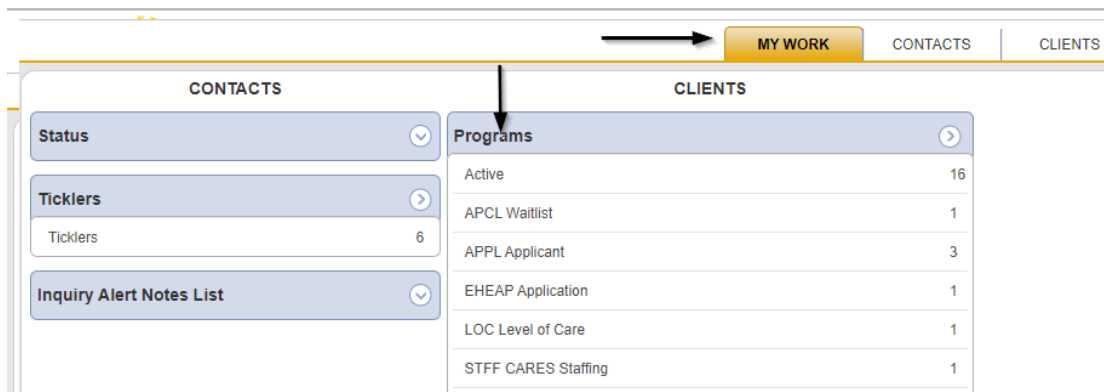 MY WORK CONTACTS CLIENTS
CONTACTS
Status
Ticklers
Ticklers 6
Inquiry Alert Notes List
CLIENTS
Programs
Active 16
APCL Waitlist 1
APPL Applicant 3
EHEAP Application 1
LOC Level of Care 1
STFF CARES Staffing 1